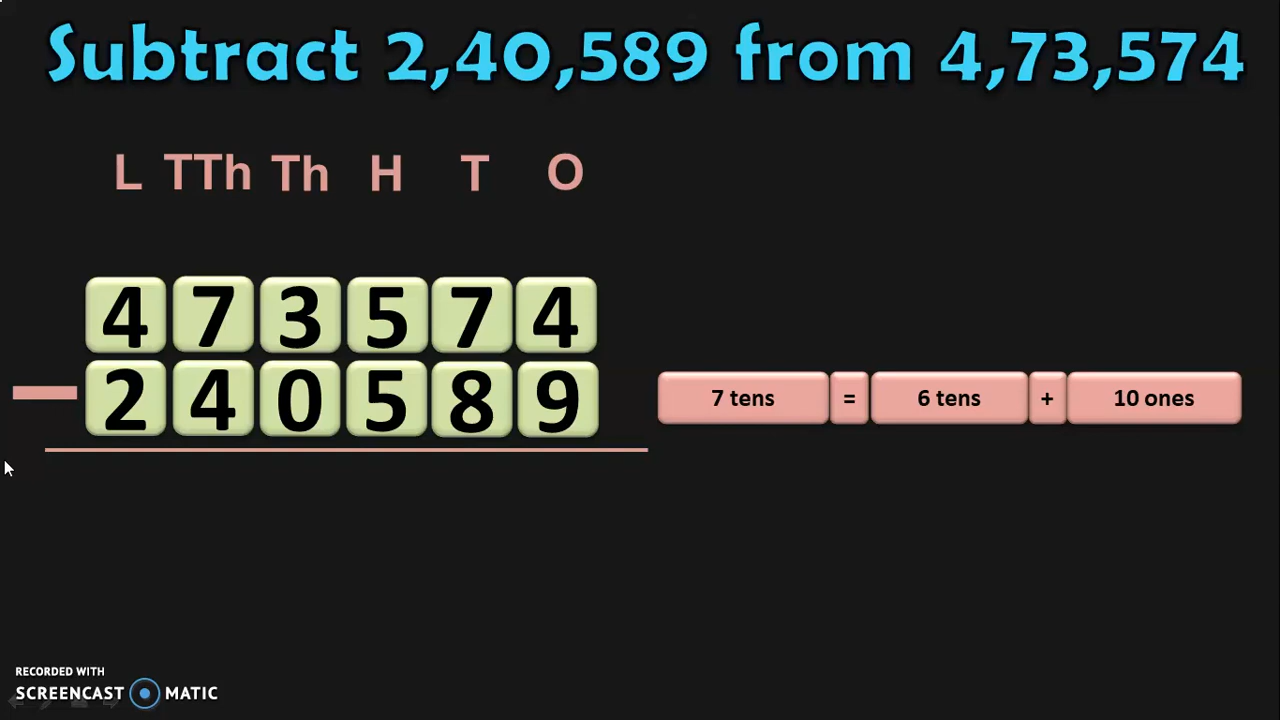 Subtract 2,40,589 from 4,73,574
L TTh Th H T O
4 7 3 5 7 4
2 4 0 5 8 9
7 tens = 6 tens + 10 ones
RECORDED WITH
SCREENCAST MATIC